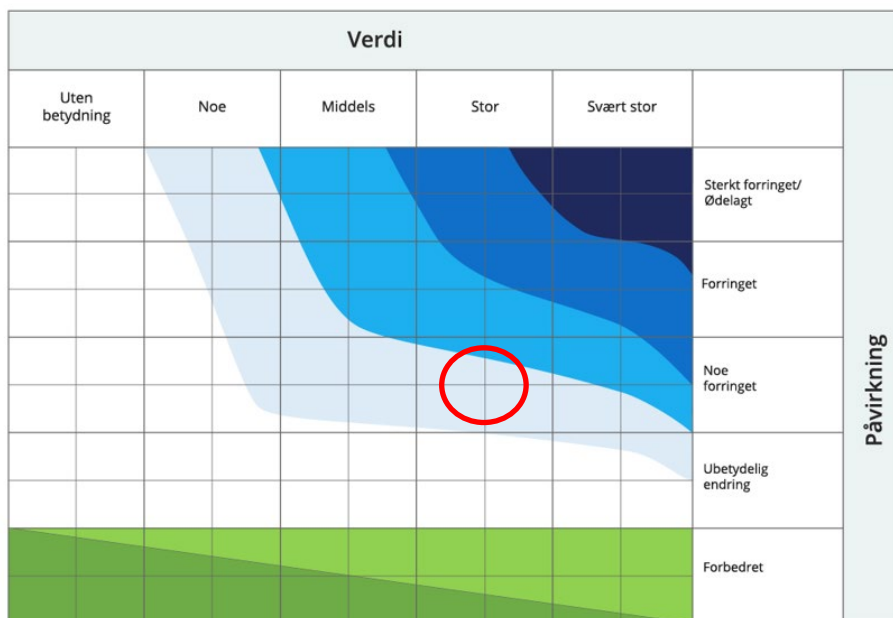 Verdi
Uten
betydning
Noe
Middels
Stor
Svært stor
Sterkt forringet/
Ødelagt
Forringet
Noe
forringet
Ubetydelig
endring
Forbedret
Påvirkning